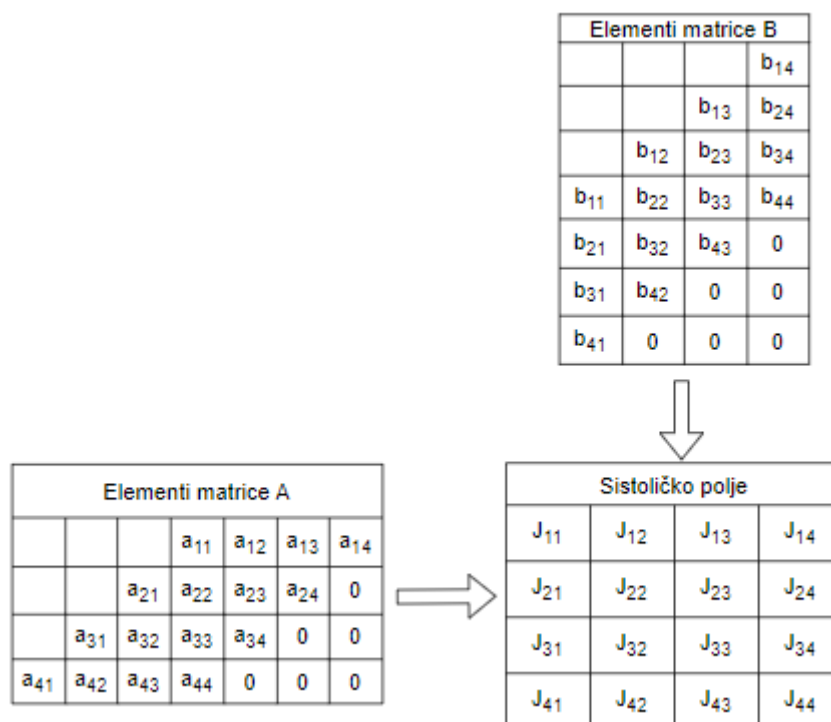 Elementi matrice B
b14
b13 b24
b12 b23 b34
b11 b22 b33 b44
b21 b32 b43 0
b31 b42 0 0
b41 0 0 0
Elementi matrice A
a11 a12 a13 a14
a21 a22 a23 a24 0
a31 a32 a33 a34 0 0
a41 a42 a43 a44 0 0 0
Sistoličko polje
J11 J12 J13 J14
J21 J22 J23 J24
J31 J32 J33 J34
J41 J42 J43 J44